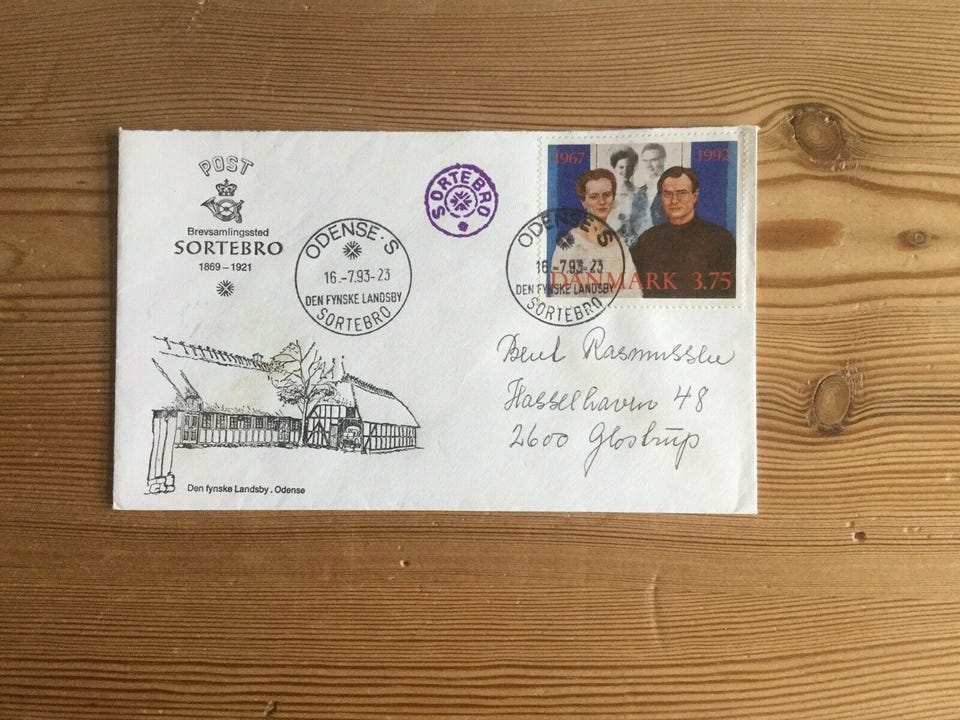 POST
Brevsamlingssted
SORTEBRO
1869 – 1921
ODENSE·S
16.-7.93-23
DEN FYNSKE LANDSBY
SORTEBRO
SORTEBRO
1967 1992
DANMARK 3.75
ODENSE·S
16.-7.93-23
DEN FYNSKE LANDSBY
SORTEBRO
Bent Rasmussen
Hasselhaven 48
2600 Glostrup
Den fynske Landsby . Odense